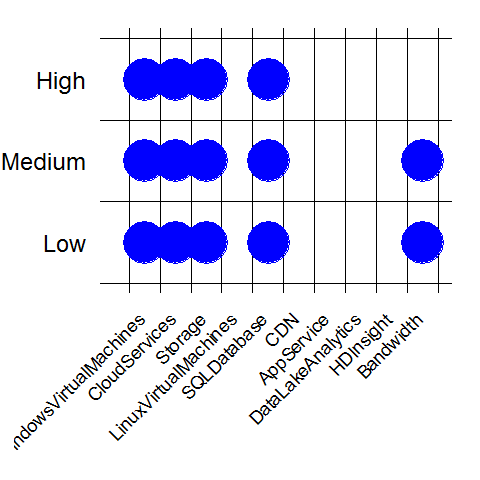 High
Medium
Low
ndowsVirtualMachines
CloudServices
Storage
LinuxVirtualMachines
SQLDatabase
CDN
AppService
DataLakeAnalytics
HDInsight
Bandwidth